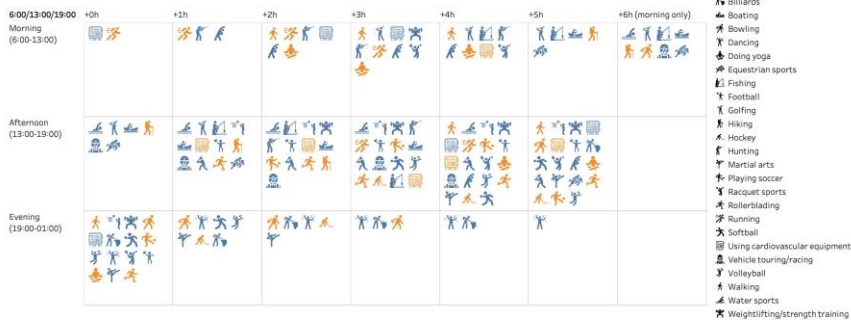 6:00/13:00/19:00 +0h +1h +2h +3h +4h +5h +6h (morning only)
Morning
(6:00-13:00)
Afternoon
(13:00-19:00)
Evening
(19:00-01:00)
Billiards
Boating
Bowling
Dancing
Doing yoga
Equestrian sports
Fishing
Football
Golfing
Hiking
Hockey
Hunting
Martial arts
Playing soccer
Racquet sports
Rollerblading
Running
Softball
Using cardiovascular equipment
Vehicle touring/racing
Volleyball
Walking
Water sports
Weightlifting/strength training